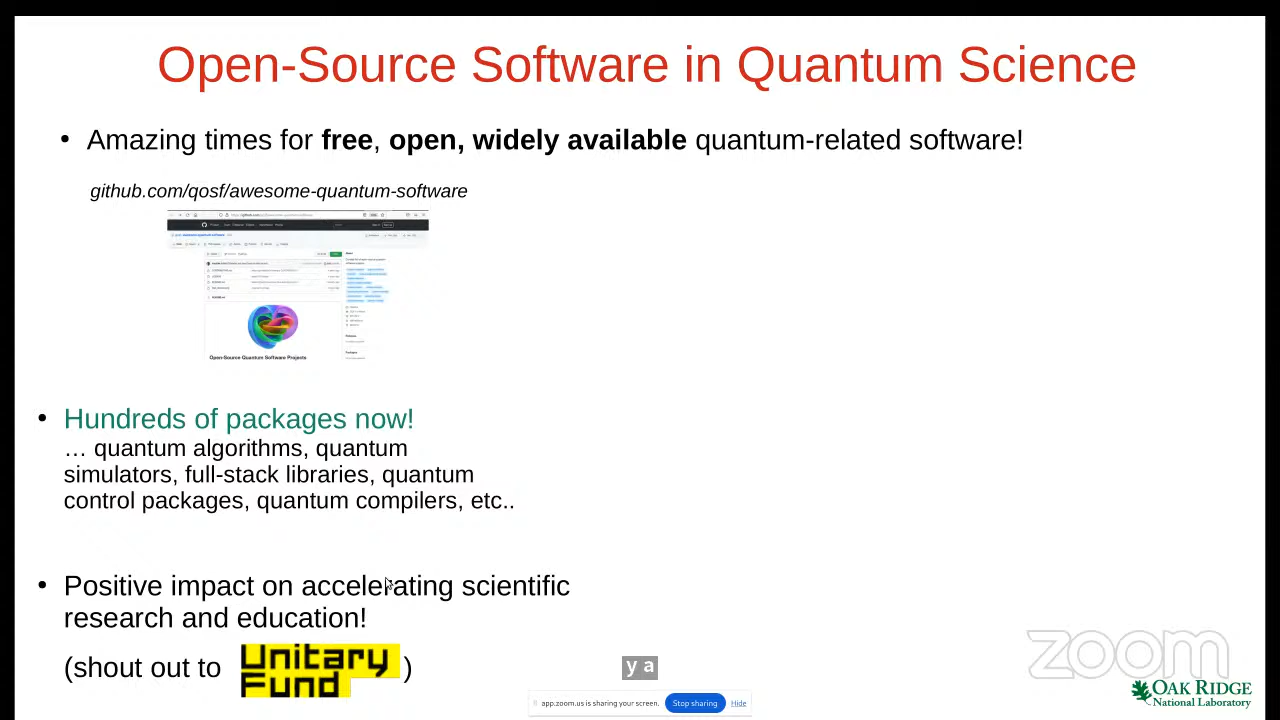 Open-Source Software in Quantum Science
• Amazing times for free, open, widely available quantum-related software!
github.com/qosf/awesome-quantum-software
Open-Source Quantum Software Projects
• Hundreds of packages now!
… quantum algorithms, quantum
simulators, full-stack libraries, quantum
control packages, quantum compilers, etc..
• Positive impact on accelerating scientific
research and education!
(shout out to Unitary Fund )
y a
zoom
app.zoom.us is sharing your screen. Stop sharing Hide
OAK RIDGE
National Laboratory